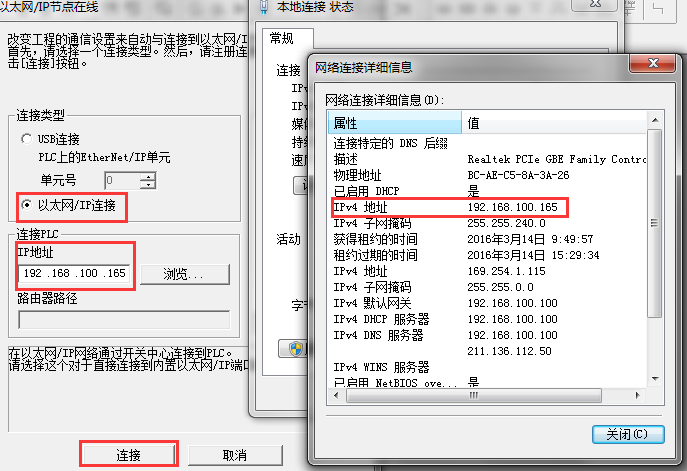 以太网/IP节点在线
改变工程的通信设置来自动与连接到以太网/I
首先，请选择一个连接类型。然后，请注册连
击[连接]按钮。
连接类型
USB连接
PLC上的EtherNet/IP单元
单元号
0
以太网/IP连接
连接PLC
IP地址
192 .168 .100 .165
浏览...
路由器路径
在以太网/IP网络通过开关中心连接到PLC。
请选择这个对于直接连接到内置以太网/IP端口
连接
取消
本地连接 状态
常规
连接
IPv
IPv
媒体
持续
速度
活动
字节
网络连接详细信息
网络连接详细信息(D):
属性 值
连接特定的 DNS 后缀
描述 Realtek PCIe GBE Family Contro
物理地址 BC-AE-C5-8A-3A-26
已启用 DHCP 是
IPv4 地址 192.168.100.165
IPv4 子网掩码 255.255.240.0
获得租约的时间 2016年3月14日 9:49:57
租约过期的时间 2016年3月14日 15:29:34
IPv4 地址 169.254.1.115
IPv4 子网掩码 255.255.0.0
IPv4 默认网关 192.168.100.100
IPv4 DHCP 服务器 192.168.100.100
IPv4 DNS 服务器 192.168.100.100
211.136.112.50
IPv4 WINS 服务器
已启用 NetBIOS ove... 是
关闭(C)